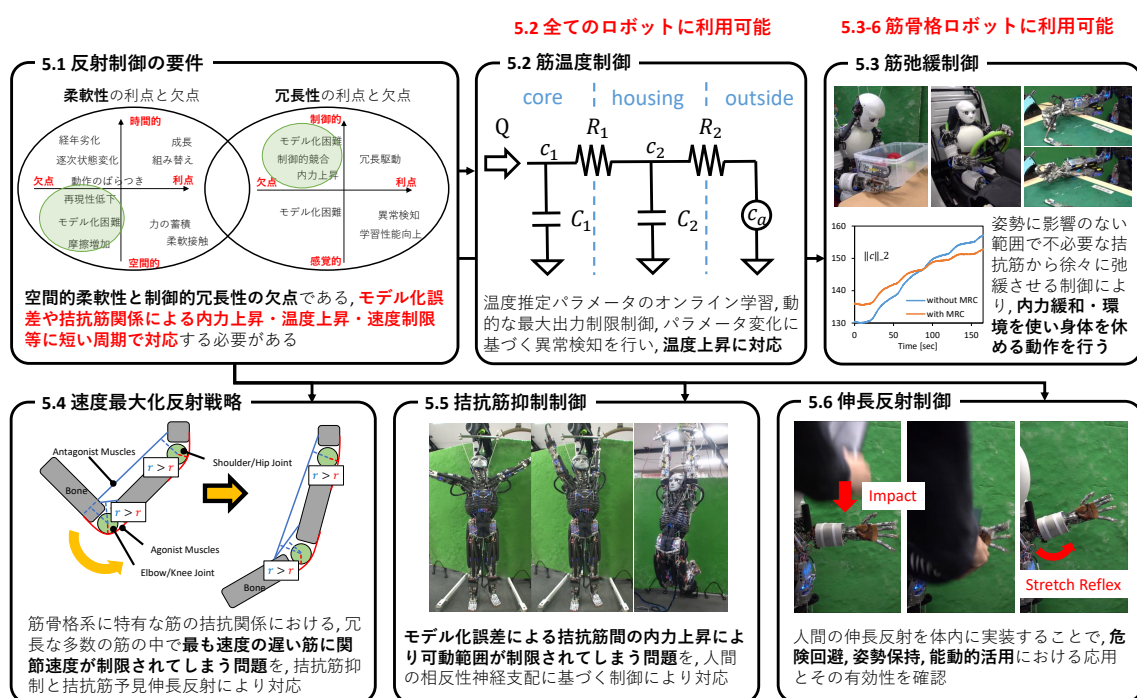 5.2 全てのロボットに利用可能
5.3-6 筋骨格ロボットに利用可能
5.1 反射制御の要件
柔軟性の利点と欠点
冗長性の利点と欠点
時間的
経年劣化
成長
逐次状態変化
組み替え
動作のばらつき
欠点
利点
再現性低下
モデル化困難
力の蓄積
摩擦増加
柔軟接触
空間的
制御的
モデル化困難
制御的競合
冗長駆動
内力上昇
欠点
利点
モデル化困難
異常検知
学習性能向上
感覚的
空間的柔軟性と制御的冗長性の欠点である, モデル化誤
差や拮抗筋関係による内力上昇・温度上昇・速度制限
等に短い周期で対応する必要がある
5.2 筋温度制御
core
housing
outside
Q
R1
R2
c1
c2
C1
C2
ca
温度推定パラメータのオンライン学習, 動
的な最大出力制限制御, パラメータ変化に
基づく異常検知を行い, 温度上昇に対応
5.3 筋弛緩制御
160
150
140
130
||c||_2
without MRC
with MRC
0
50
100
150
Time [sec]
姿勢に影響のない
範囲で不必要な拮
抗筋から徐々に弛
緩させる制御によ
り, 内力緩和・環
境を使い身体を休
める動作を行う
5.4 速度最大化反射戦略
Antagonist Muscles
Shoulder/Hip Joint
r > r
Bone
r > r
Agonist Muscles
Elbow/Knee Joint
r > r
r > r
Bone
筋骨格系に特有な筋の拮抗関係における, 冗
長な多数の筋の中で最も速度の遅い筋に関
節速度が制限されてしまう問題を, 拮抗筋抑
制と拮抗筋予見伸長反射により対応
5.5 拮抗筋抑制制御
モデル化誤差による拮抗筋間の内力上昇によ
り可動範囲が制限されてしまう問題を, 人間
の相反性神経支配に基づく制御により対応
5.6 伸長反射制御
Impact
Stretch Reflex
人間の伸長反射を体内に実装することで, 危
険回避, 姿勢保持, 能動的活用における応用
とその有効性を確認